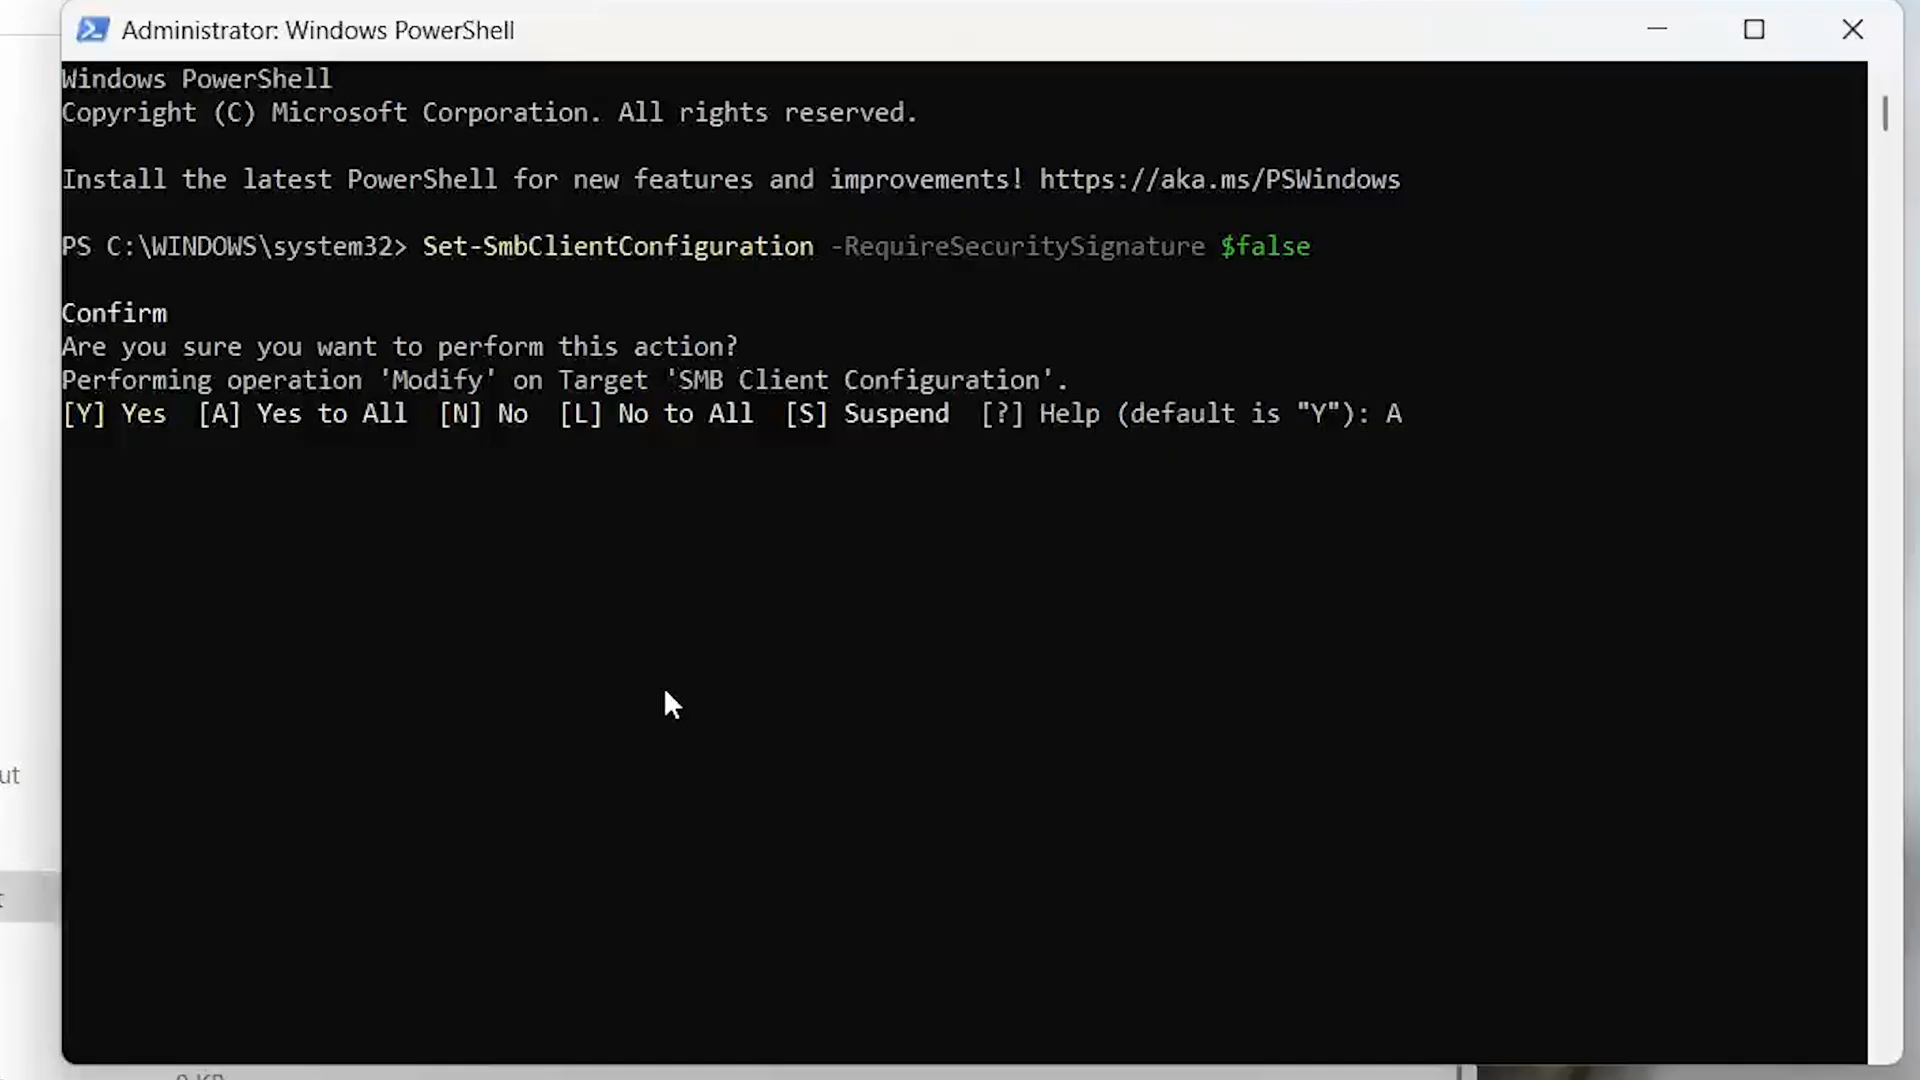 Administrator: Windows PowerShell
Windows PowerShell
Copyright (C) Microsoft Corporation. All rights reserved.
Install the latest PowerShell for new features and improvements! https://aka.ms/PSWindows
PS C:\WINDOWS\system32> Set-SmbClientConfiguration -RequireSecuritySignature $false
Confirm
Are you sure you want to perform this action?
Performing operation 'Modify' on Target 'SMB Client Configuration'.
[Y] Yes  [A] Yes to All  [N] No  [L] No to All  [S] Suspend  [?] Help (default is "Y"): A
ut